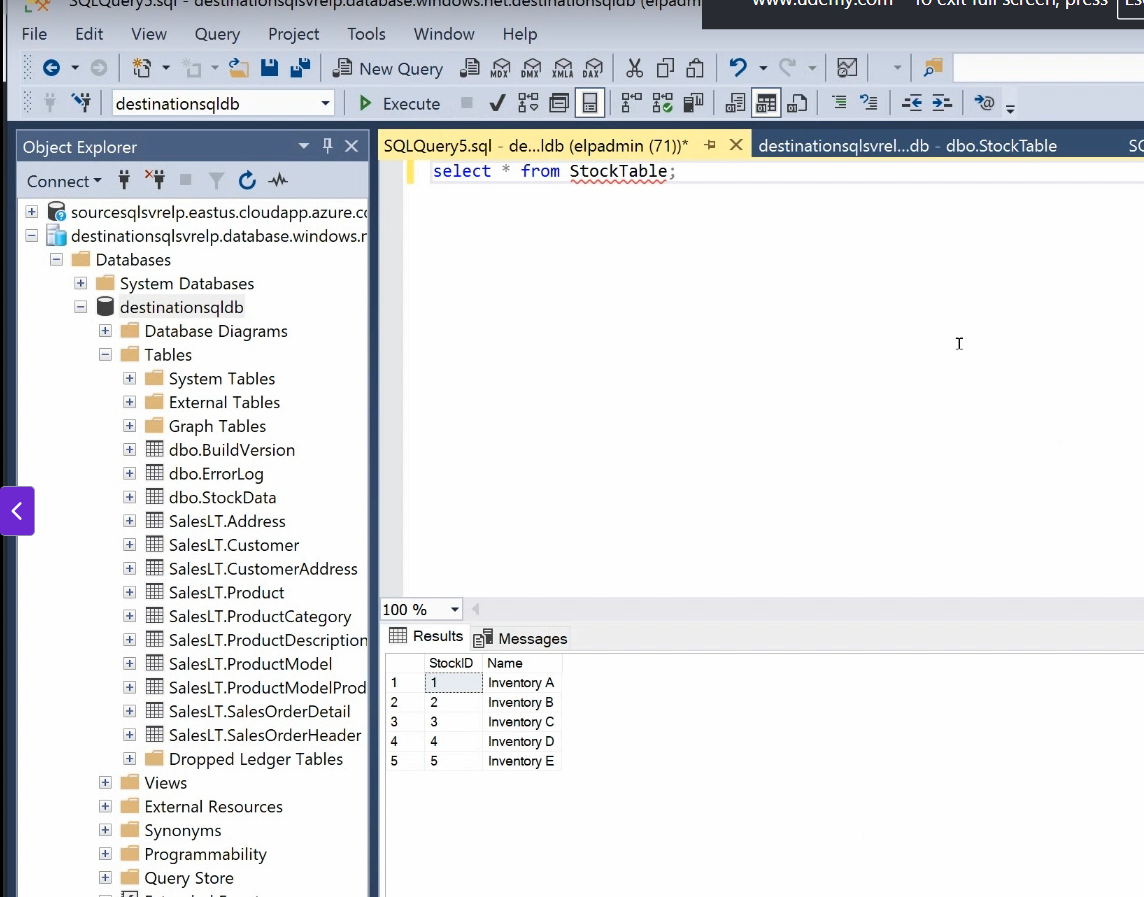 SQLQuery5.sql - destinationsqlsvrelp.database.windows.net.destinationsqldb (elpadm
www.udemy.com
To exit full screen, press
File Edit View Query Project Tools Window Help
New Query MDX DMX XMLA DAX
destinationsqldb Execute
Object Explorer
Connect
sourcesqlsvrelp.eastus.cloudapp.azure.co
destinationsqlsvrelp.database.windows.n
Databases
System Databases
destinationsqldb
Database Diagrams
Tables
System Tables
External Tables
Graph Tables
dbo.BuildVersion
dbo.ErrorLog
dbo.StockData
SalesLT.Address
SalesLT.Customer
SalesLT.CustomerAddress
SalesLT.Product
SalesLT.ProductCategory
SalesLT.ProductDescription
SalesLT.ProductModel
SalesLT.ProductModelProd
SalesLT.SalesOrderDetail
SalesLT.SalesOrderHeader
Dropped Ledger Tables
Views
External Resources
Synonyms
Programmability
Query Store
SQLQuery5.sql - de...ldb (elpadmin (71))* destinationsqlsvrel...db - dbo.StockTable SC
select * from StockTable;
100 %
Results Messages
StockID Name
1 1 Inventory A
2 2 Inventory B
3 3 Inventory C
4 4 Inventory D
5 5 Inventory E